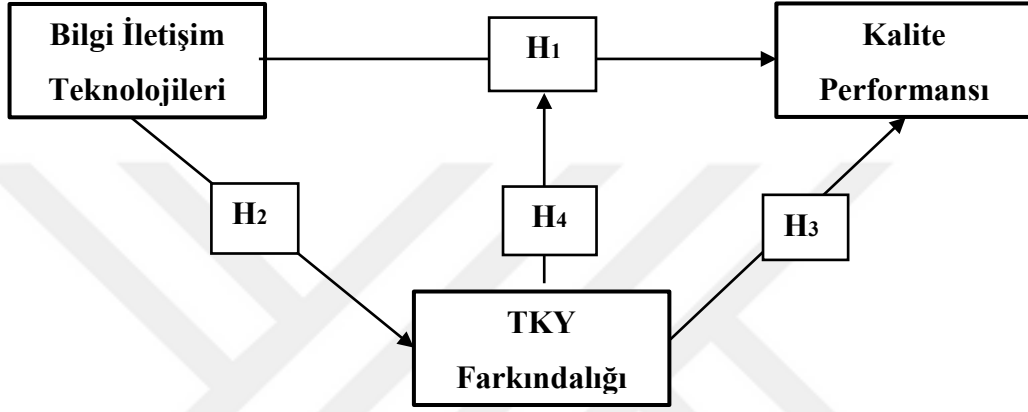 Bilgi İletişim
Teknolojileri
H1
Kalite
Performansı
H2
H4
H3
TKY
Farkındalığı